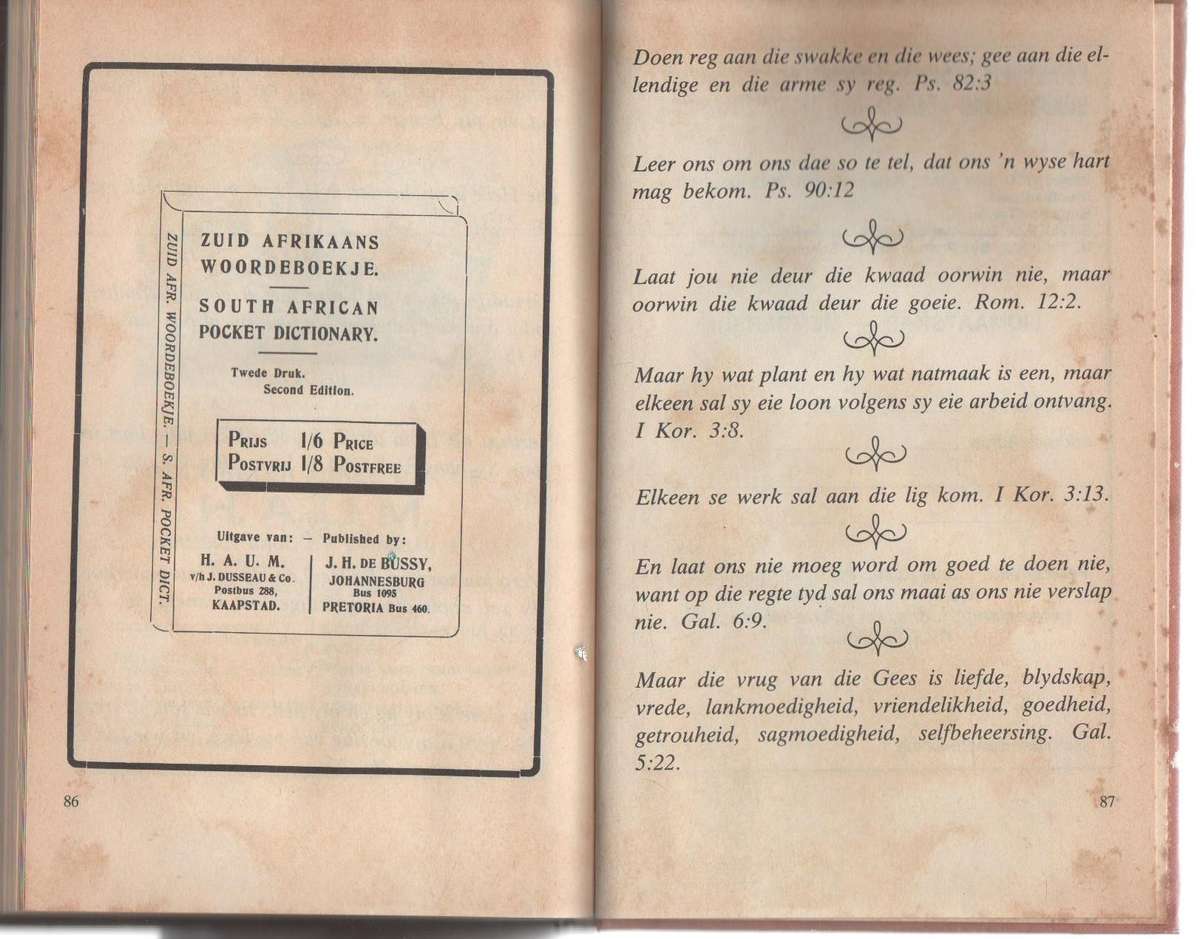 ZUID AFR. WOORDEBOEKJE. — S. AFR. POCKET DICT.
ZUID AFRIKAANS
WOORDEBOEKJE.
SOUTH AFRICAN
POCKET DICTIONARY.
Twede Druk.
Second Edition.
PRIJS 1/6 PRICE
POSTVRIJ 1/8 POSTFREE
Uitgave van: — Published by:
H. A. U. M.
v/h J. DUSSEAU & Co.
Postbus 288,
KAAPSTAD.
J. H. DE BUSSY,
JOHANNESBURG
Bus 1095
PRETORIA Bus 460.
86
Doen reg aan die swakke en die wees; gee aan die el-
lendige en die arme sy reg. Ps. 82:3
Leer ons om ons dae so te tel, dat ons 'n wyse hart
mag bekom. Ps. 90:12
Laat jou nie deur die kwaad oorwin nie, maar
oorwin die kwaad deur die goeie. Rom. 12:2.
Maar hy wat plant en hy wat natmaak is een, maar
elkeen sal sy eie loon volgens sy eie arbeid ontvang.
I Kor. 3:8.
Elkeen se werk sal aan die lig kom. I Kor. 3:13.
En laat ons nie moeg word om goed te doen nie,
want op die regte tyd sal ons maai as ons nie verslap
nie. Gal. 6:9.
Maar die vrug van die Gees is liefde, blydskap,
vrede, lankmoedigheid, vriendelikheid, goedheid,
getrouheid, sagmoedigheid, selfbeheersing. Gal.
5:22.
87